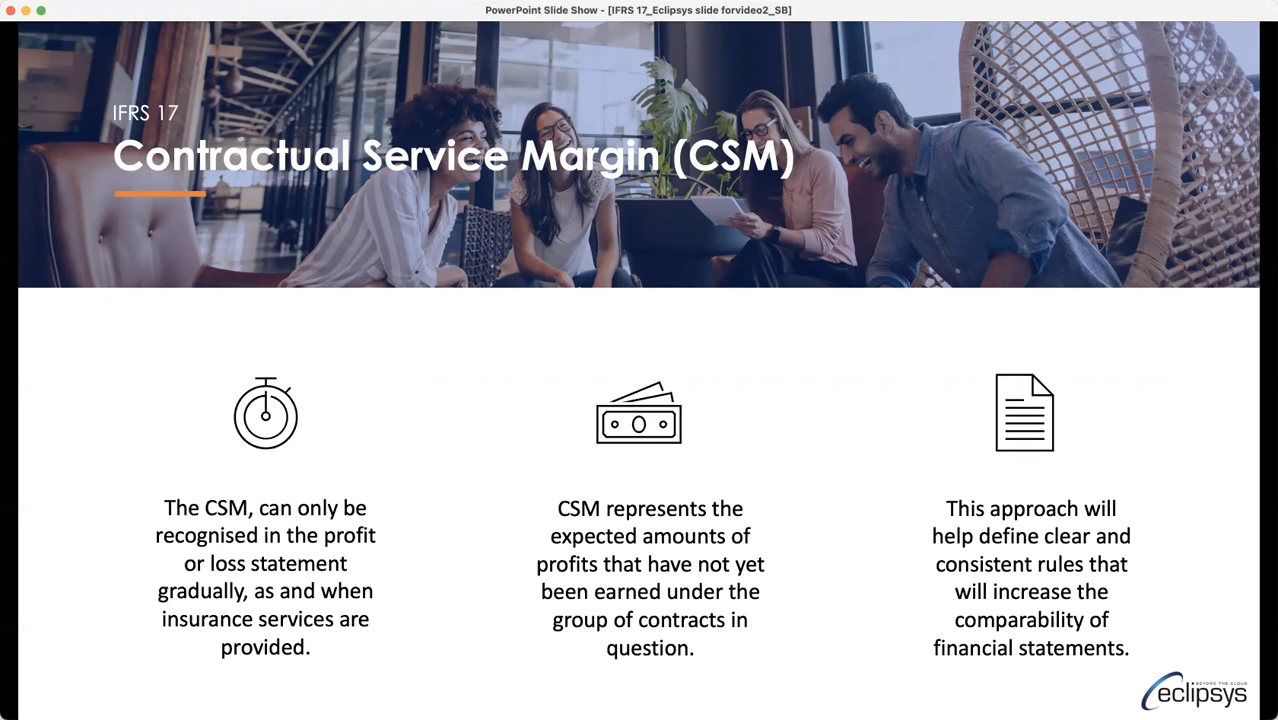 PowerPoint Slide Show - [IFRS 17_Eclipsys slide forvideo2_SB]
IFRS 17
Contractual Service Margin (CSM)
The CSM, can only be
recognised in the profit
or loss statement
gradually, as and when
insurance services are
provided.
CSM represents the
expected amounts of
profits that have not yet
been earned under the
group of contracts in
question.
This approach will
help define clear and
consistent rules that
will increase the
comparability of
financial statements.
BEYOND THE CLOUD
eclipsys